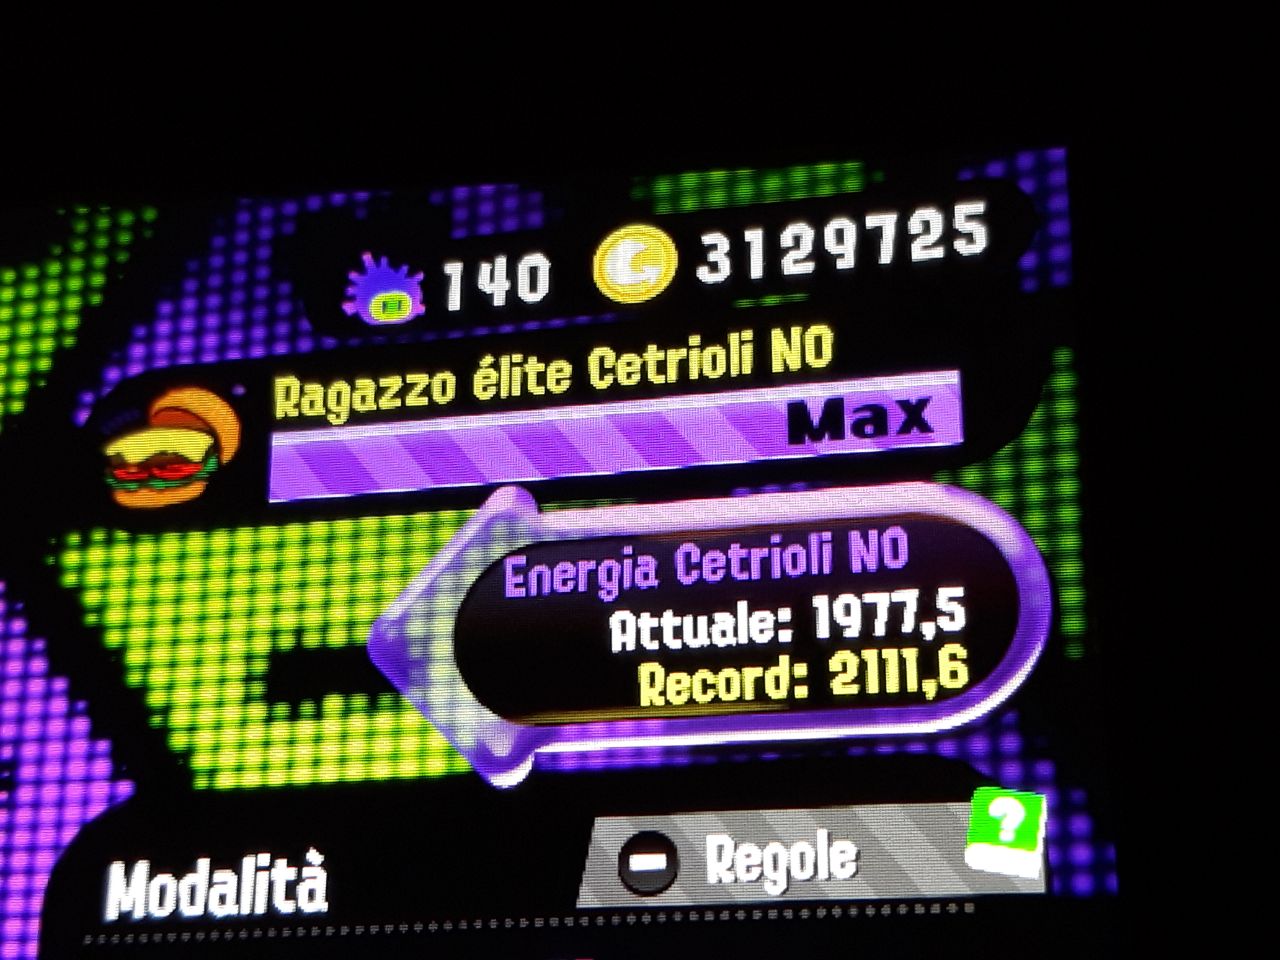 140 3129725
Ragazzo élite Cetrioli NO
Max
Energia Cetrioli NO
Attuale: 1977,5
Record: 2111,6
Modalità
Regole
?